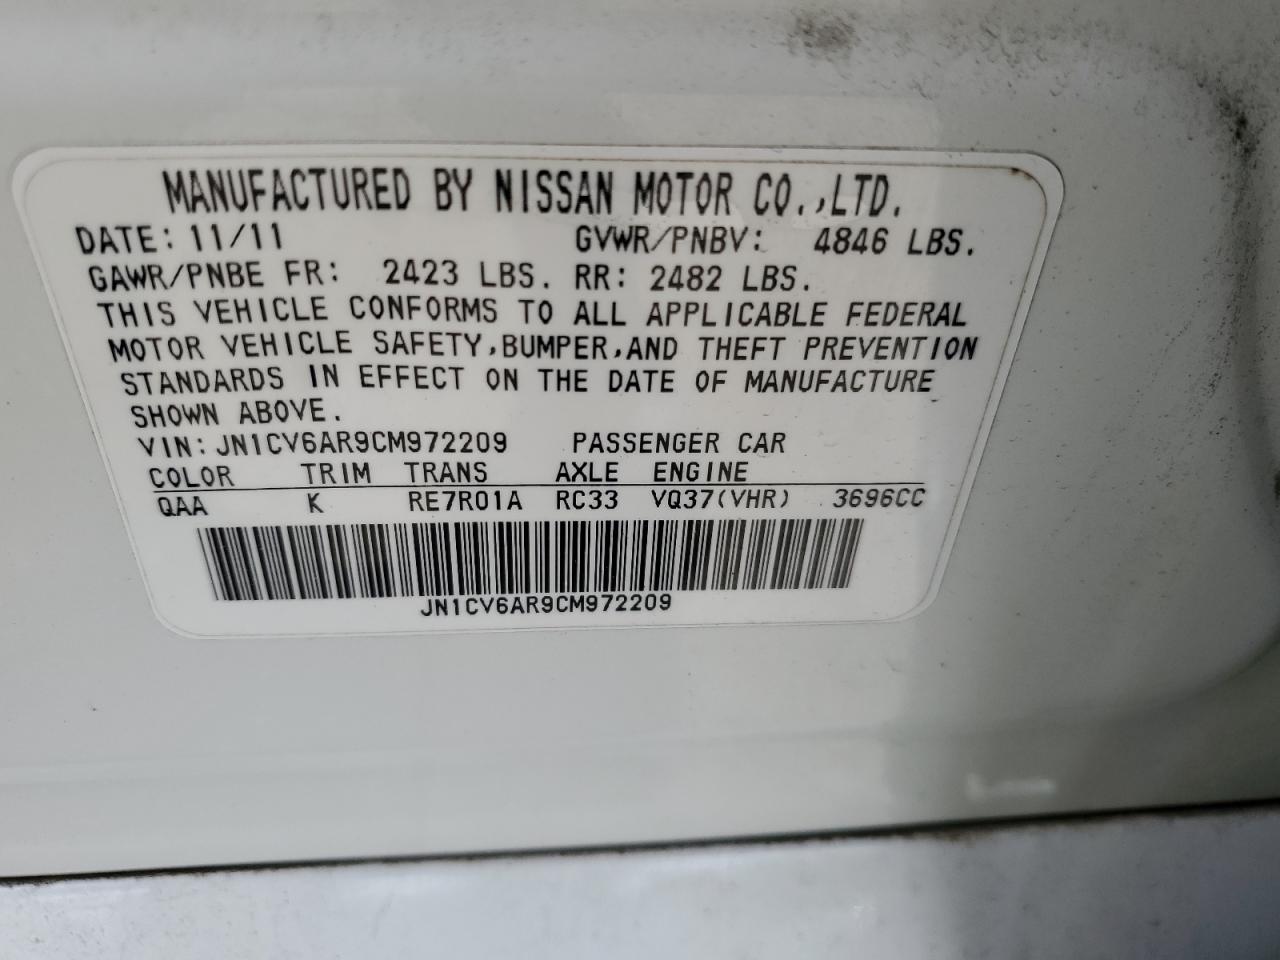 MANUFACTURED BY NISSAN MOTOR CO.,LTD.
DATE: 11/11 GVWR/PNBV: 4846 LBS.
GAWR/PNBE FR: 2423 LBS. RR: 2482 LBS.
THIS VEHICLE CONFORMS TO ALL APPLICABLE FEDERAL
MOTOR VEHICLE SAFETY,BUMPER,AND THEFT PREVENTION
STANDARDS IN EFFECT ON THE DATE OF MANUFACTURE
SHOWN ABOVE.
VIN: JN1CV6AR9CM972209 PASSENGER CAR
COLOR TRIM TRANS AXLE ENGINE
QAA K RE7R01A RC33 VQ37(VHR) 3696CC
JN1CV6AR9CM972209